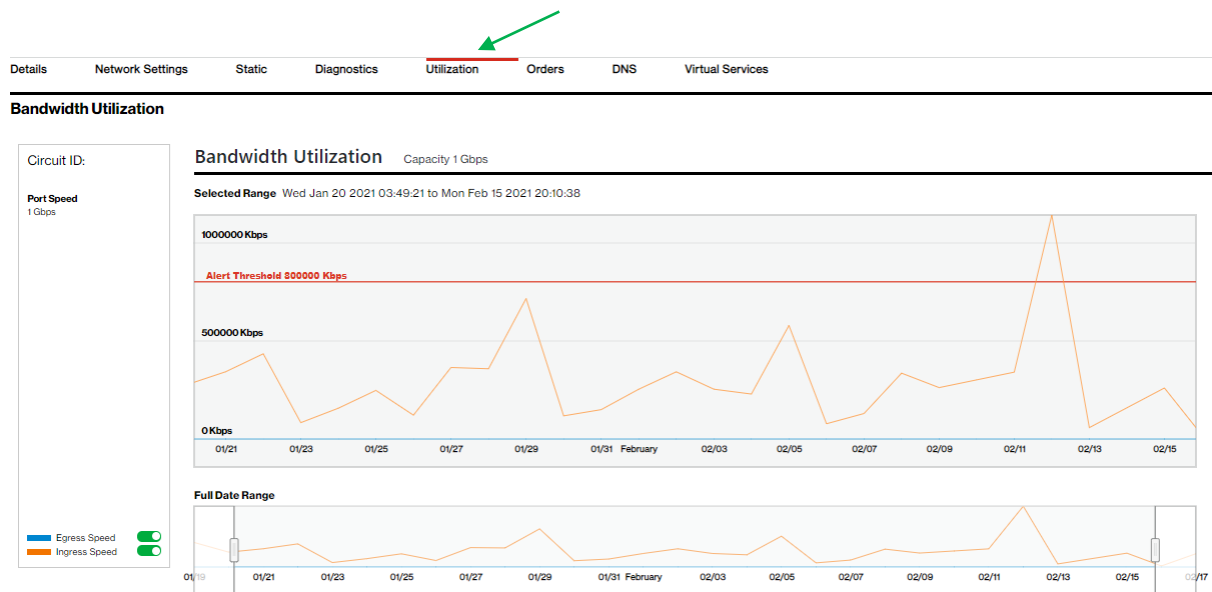 Details Network Settings Static Diagnostics Utilization Orders DNS Virtual Services
Bandwidth Utilization
Circuit ID:
Port Speed
1 Gbps
Egress Speed
Ingress Speed
Bandwidth Utilization Capacity 1 Gbps
Selected Range Wed Jan 20 2021 03:49:21 to Mon Feb 15 2021 20:10:38
1000000 Kbps
Alert Threshold 800000 Kbps
500000 Kbps
0 Kbps
01/21 01/23 01/25 01/27 01/29 01/31 February 02/03 02/05 02/07 02/09 02/11 02/13 02/15
Full Date Range
01/19 01/21 01/23 01/25 01/27 01/29 01/31 February 02/03 02/05 02/07 02/09 02/11 02/13 02/15 02/17